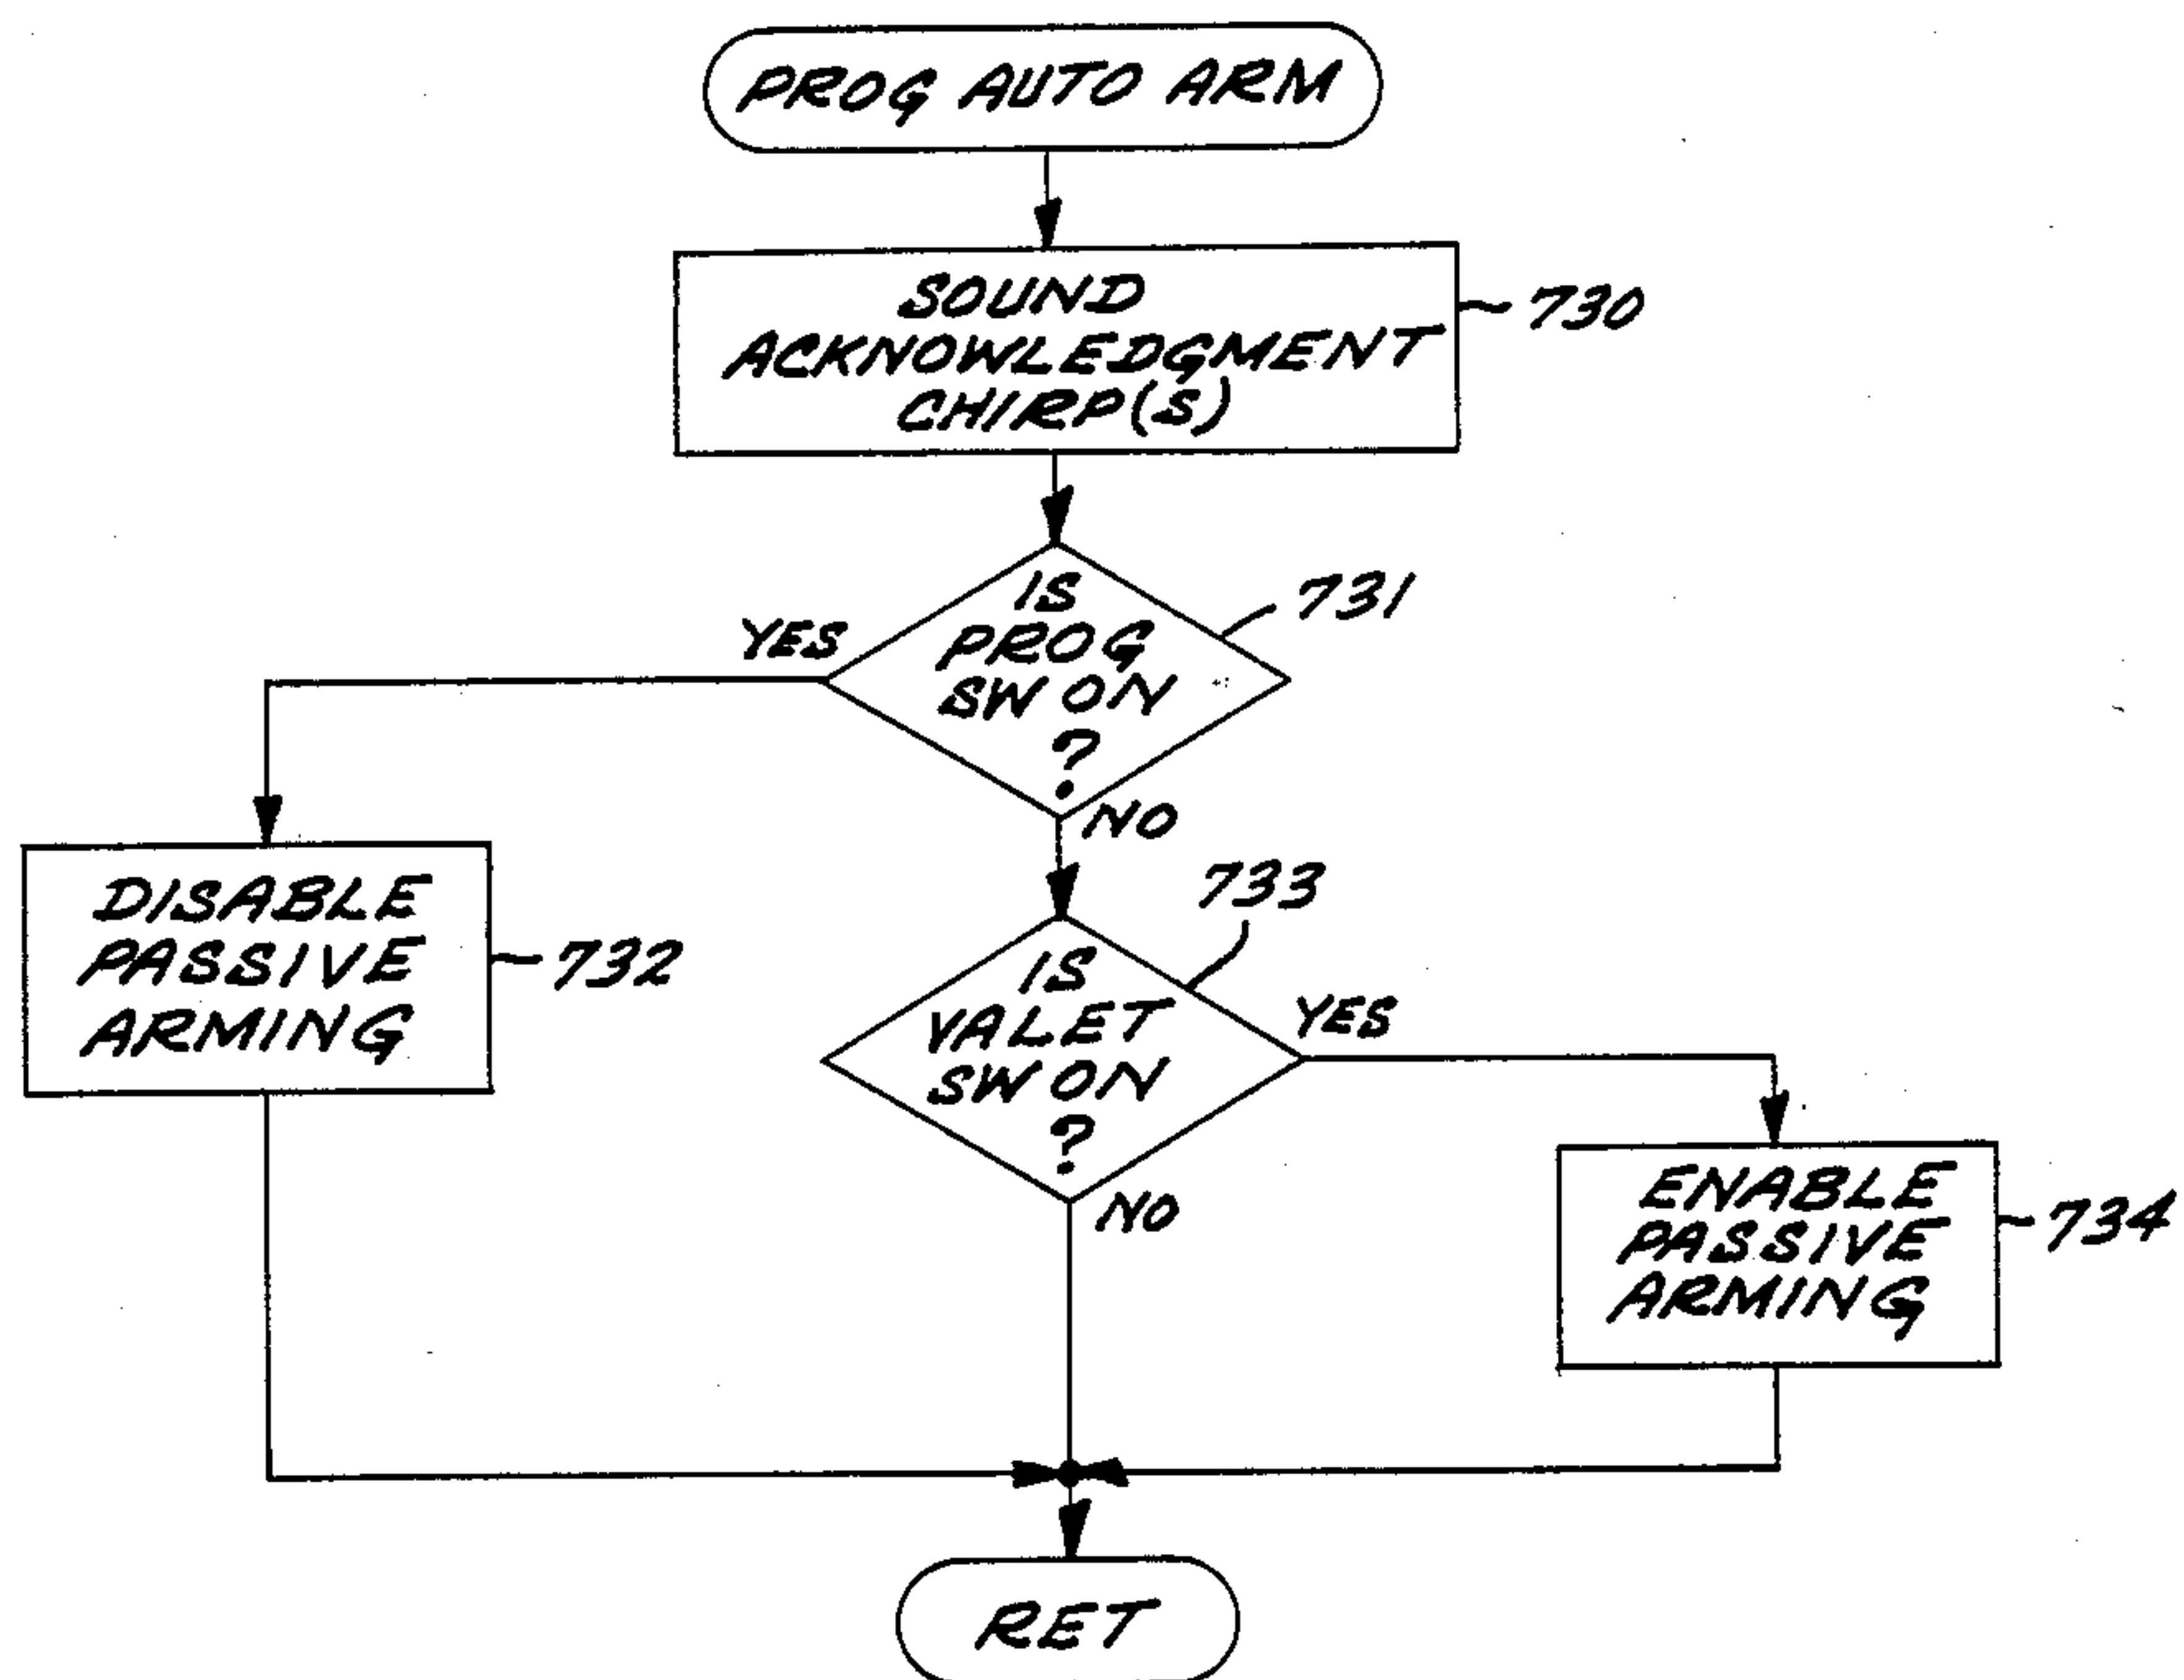 PROG AUTO ARM
SOUND
ACKNOWLEDGMENT
CHIRP(S)
730
IS
PROG
SW ON
?
731
YES
NO
DISABLE
PASSIVE
ARMING
732
733
IS
VALET
SW ON
?
YES
NO
ENABLE
PASSIVE
ARMING
734
RET